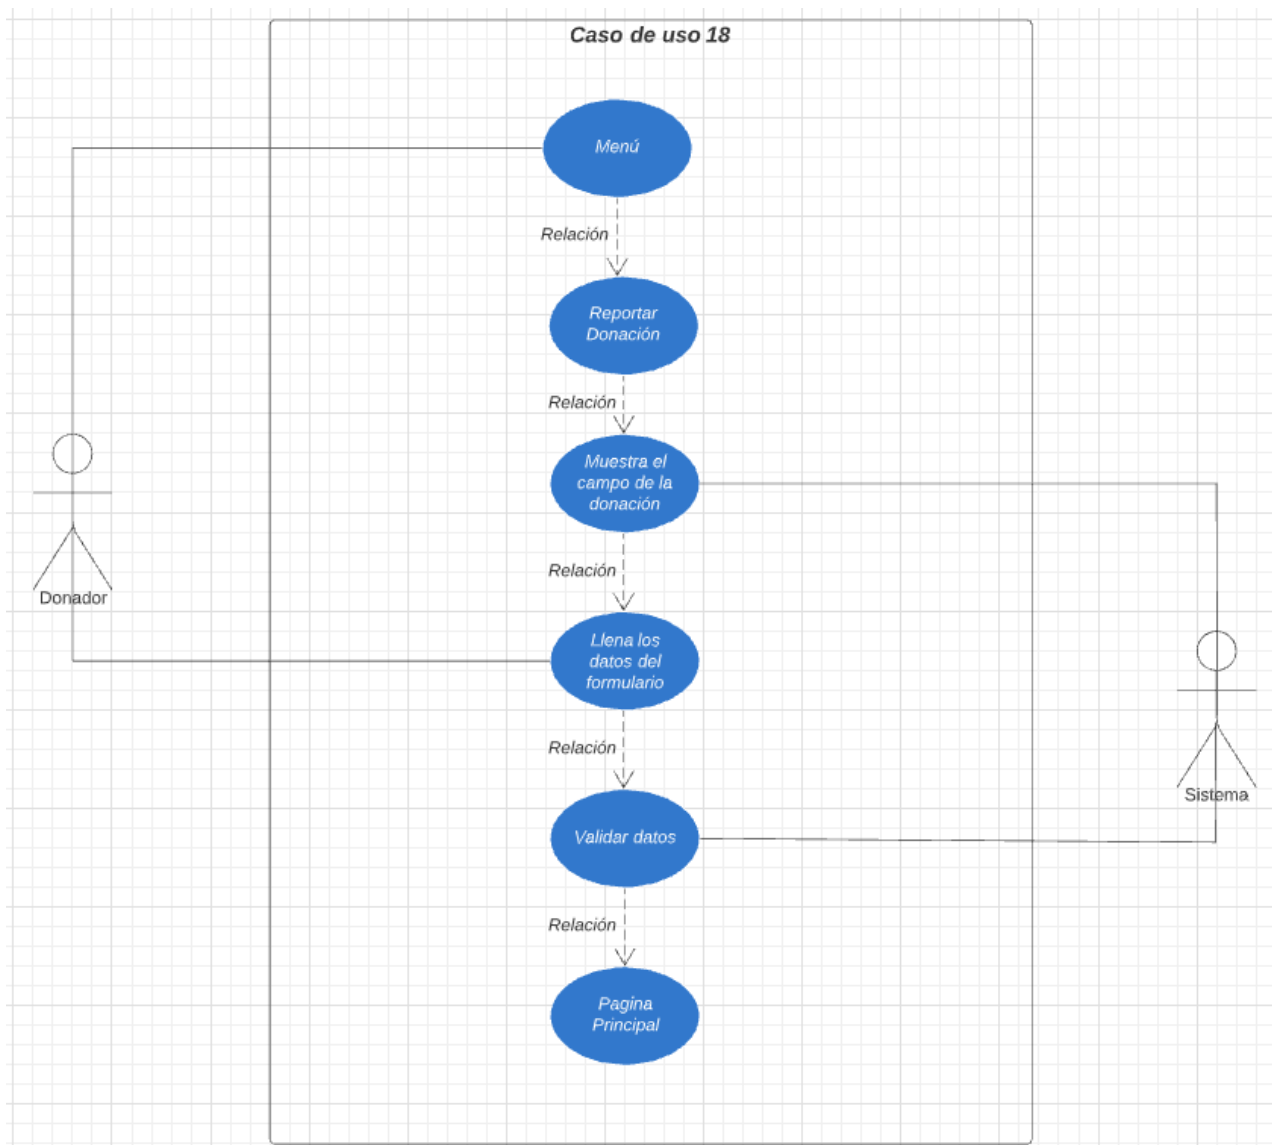 Caso de uso 18
Menú
Relación
Reportar
Donación
Relación
Muestra el
campo de la
donación
Relación
Donador
Llena los
datos del
formulario
Relación
Sistema
Validar datos
Relación
Pagina
Principal